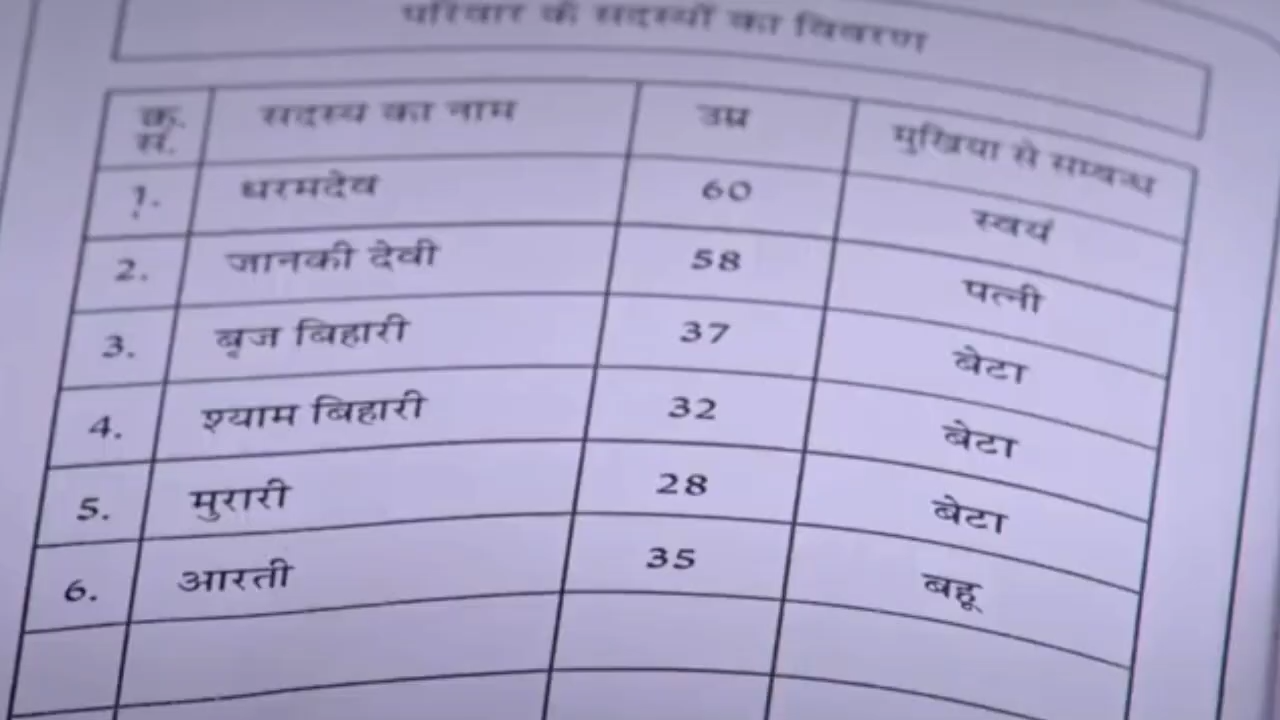 परिवार के सदस्यों का विवरण
क्र. सं. सदस्य का नाम उम्र मुखिया से सम्बन्ध
1. धरमदेव 60 स्वयं
2. जानकी देवी 58 पत्नी
3. बृज बिहारी 37 बेटा
4. श्याम बिहारी 32 बेटा
5. मुरारी 28 बेटा
6. आरती 35 बहू